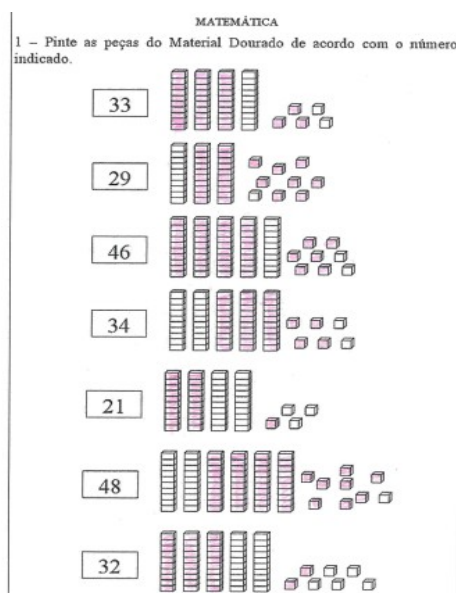 MATEMÁTICA
1 – Pinte as peças do Material Dourado de acordo com o número
indicado.
33
29
46
34
21
48
32